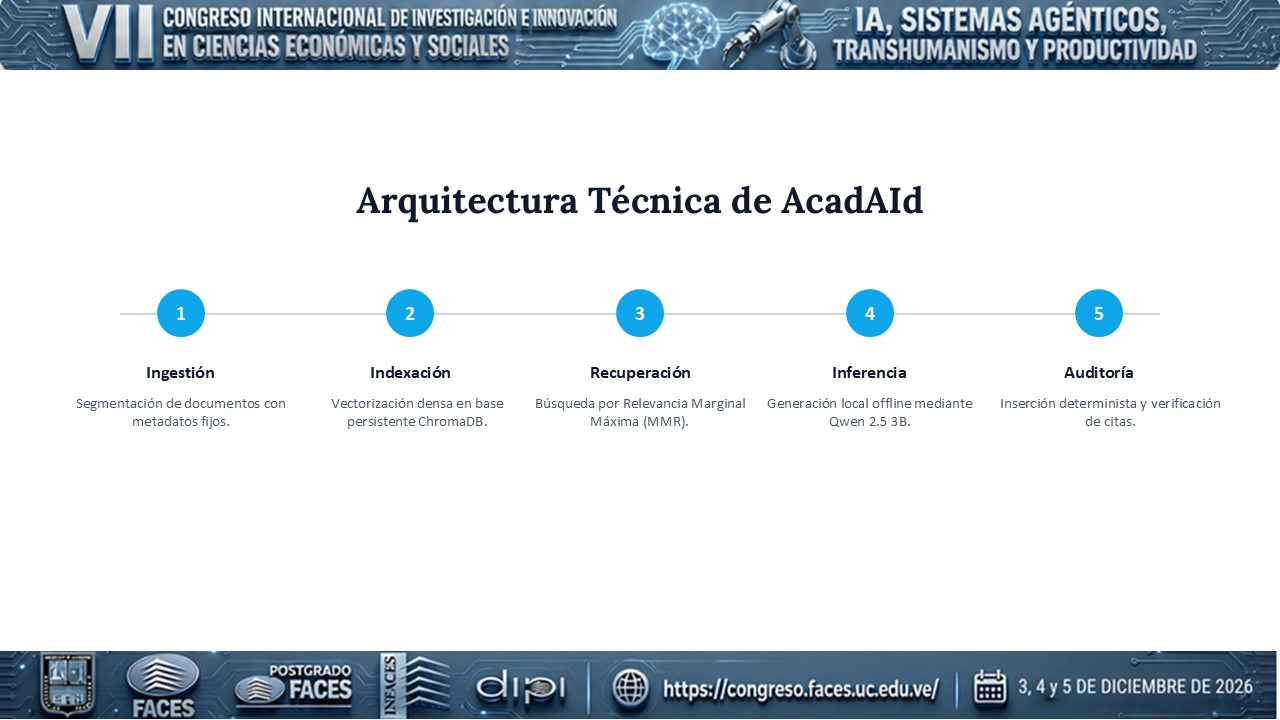 VII CONGRESO INTERNACIONAL DE INVESTIGACIÓN E INNOVACIÓN
EN CIENCIAS ECONÓMICAS Y SOCIALES
IA, SISTEMAS AGÉNTICOS,
TRANSHUMANISMO Y PRODUCTIVIDAD
Arquitectura Técnica de AcadAId
1
2
3
4
5
Ingestión
Segmentación de documentos con
metadatos fijos.
Indexación
Vectorización densa en base
persistente ChromaDB.
Recuperación
Búsqueda por Relevancia Marginal
Máxima (MMR).
Inferencia
Generación local offline mediante
Qwen 2.5 3B.
Auditoría
Inserción determinista y verificación
de citas.
FACES
POSTGRADO
FACES
INFACES
dipi
https://congreso.faces.uc.edu.ve/
3, 4 y 5 DE DICIEMBRE DE 2026